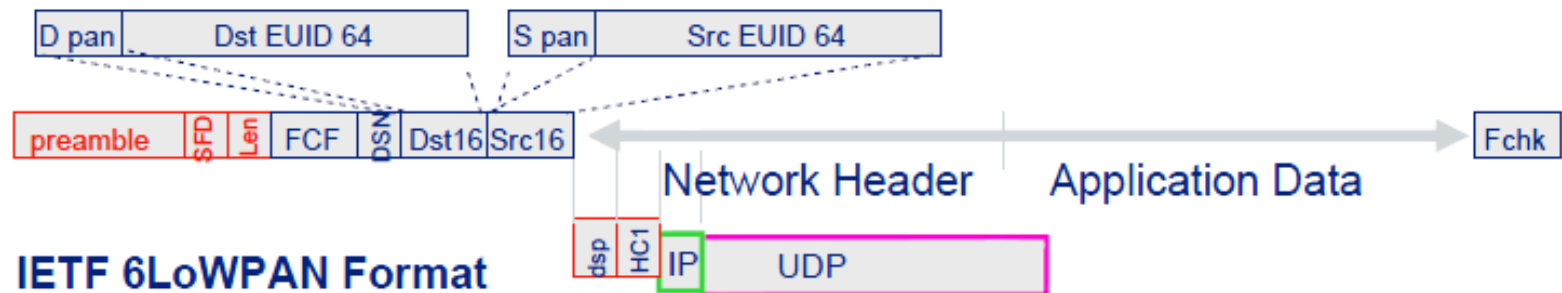 D pan Dst EUID 64 S pan Src EUID 64
preamble SFD Len FCF DSN Dst16 Src16 Fchk
Network Header Application Data
dsp HC1 IP UDP
IETF 6LoWPAN Format